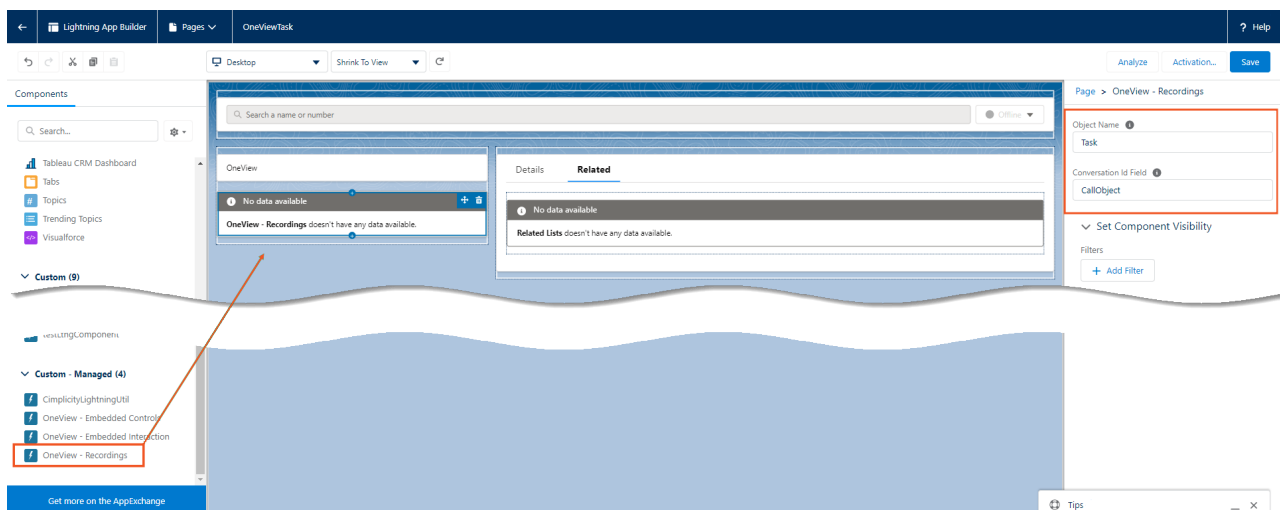 Lightning App Builder
Pages
OneViewTask
? Help
Desktop
Shrink To View
Analyze
Activation...
Save
Components
Search...
Tableau CRM Dashboard
Tabs
# Topics
Trending Topics
Visualforce
Custom (9)
Search a name or number
Offline
OneView
No data available
OneView - Recordings doesn't have any data available.
Details
Related
No data available
Related Lists doesn't have any data available.
Page > OneView - Recordings
Object Name
Task
Conversation Id Field
CallObject
Set Component Visibility
Filters
+ Add Filter
testLtngComponent
Custom - Managed (4)
CimplicityLightningUtil
OneView - Embedded Controls
OneView - Embedded Interaction
OneView - Recordings
Get more on the AppExchange
Tips